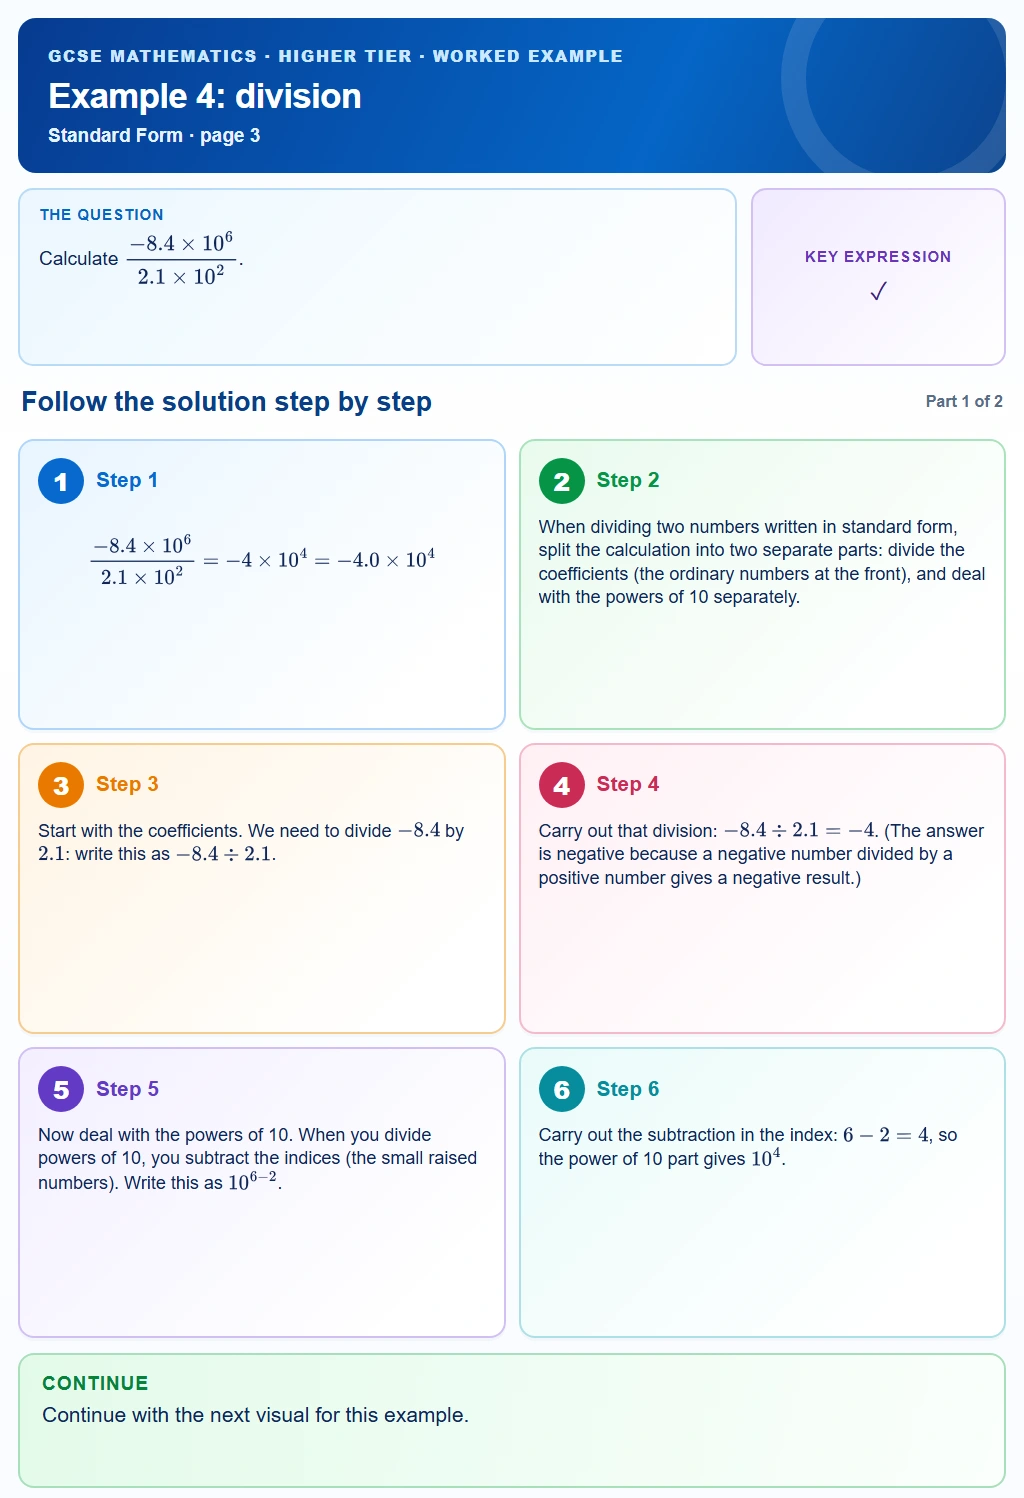 GCSE MATHEMATICS · HIGHER TIER · WORKED EXAMPLE
Example 4: division
Standard Form · page 3
THE QUESTION
Calculate \frac{-8.4 × 10^6}{2.1 × 10^2}.
KEY EXPRESSION
✓
Follow the solution step by step
Part 1 of 2
1 Step 1
\frac{-8.4 × 10^6}{2.1 × 10^2} = −4 × 10^4 = −4.0 × 10^4
2 Step 2
When dividing two numbers written in standard form,
split the calculation into two separate parts: divide the
coefficients (the ordinary numbers at the front), and deal
with the powers of 10 separately.
3 Step 3
Start with the coefficients. We need to divide −8.4 by
2.1: write this as −8.4 ÷ 2.1.
4 Step 4
Carry out that division: −8.4 ÷ 2.1 = −4. (The answer
is negative because a negative number divided by a
positive number gives a negative result.)
5 Step 5
Now deal with the powers of 10. When you divide
powers of 10, you subtract the indices (the small raised
numbers). Write this as 10^{6−2}.
6 Step 6
Carry out the subtraction in the index: 6 − 2 = 4, so
the power of 10 part gives 10^4.
CONTINUE
Continue with the next visual for this example.